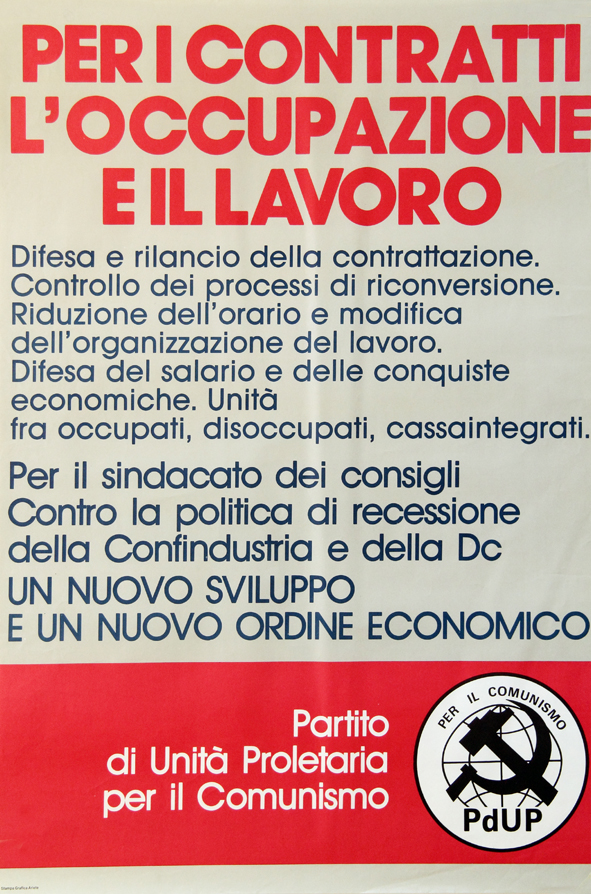 PER I CONTRATTI
L'OCCUPAZIONE
E IL LAVORO
Difesa e rilancio della contrattazione.
Controllo dei processi di riconversione.
Riduzione dell'orario e modifica
dell'organizzazione del lavoro.
Difesa del salario e delle conquiste
economiche. Unità
fra occupati, disoccupati, cassaintegrati.
Per il sindacato dei consigli
Contro la politica di recessione
della Confindustria e della Dc
UN NUOVO SVILUPPO
E UN NUOVO ORDINE ECONOMICO
Partito
di Unità Proletaria
per il Comunismo
PER IL COMUNISMO
PdUP